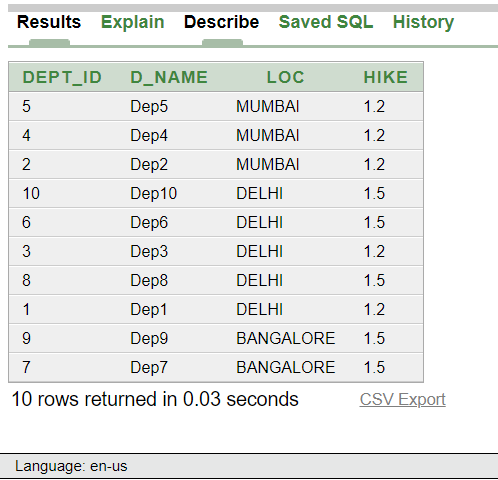 Results Explain Describe Saved SQL History
DEPT_ID D_NAME LOC HIKE
5 Dep5 MUMBAI 1.2
4 Dep4 MUMBAI 1.2
2 Dep2 MUMBAI 1.2
10 Dep10 DELHI 1.5
6 Dep6 DELHI 1.5
3 Dep3 DELHI 1.2
8 Dep8 DELHI 1.5
1 Dep1 DELHI 1.2
9 Dep9 BANGALORE 1.5
7 Dep7 BANGALORE 1.5
10 rows returned in 0.03 seconds CSV Export
Language: en-us